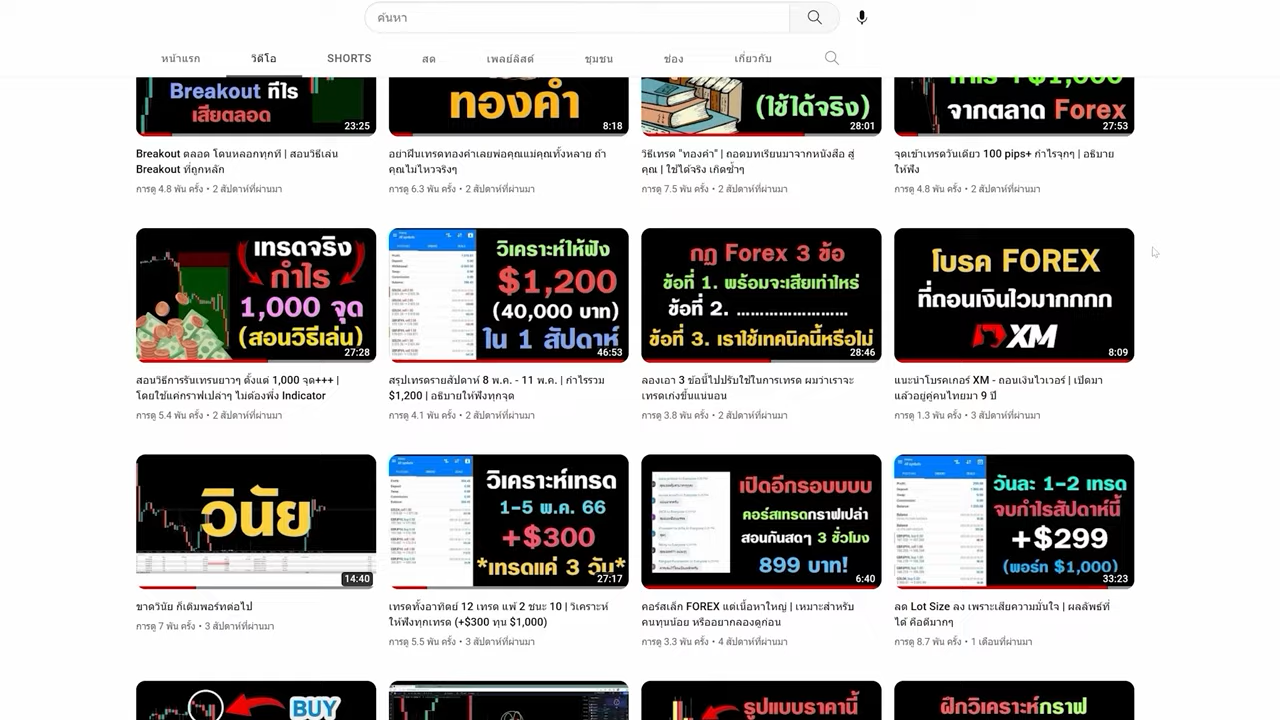 ค้นหา
หน้าแรก วิดีโอ SHORTS สด เพลย์ลิสต์ ชุมชน ช่อง เกี่ยวกับ
Breakout ทีไร
เสียตลอด
23:25
ทองคำ
8:18
(ใช้ได้จริง)
28:01
กำไร +$1,000
จากตลาด Forex
27:53
Breakout ตลอด โดนหลอกทุกที | สอนวิธีเล่น
Breakout ที่ถูกหลัก
การดู 4.8 พัน ครั้ง • 2 สัปดาห์ที่ผ่านมา
อย่าฝืนเทรดทองคำเลยพ่อคุณแม่คุณทั้งหลาย ถ้า
คุณไม่ไหวจริงๆ
การดู 6.3 พัน ครั้ง • 2 สัปดาห์ที่ผ่านมา
วิธีเทรด "ทองคำ" | ถอดบทเรียนมาจากหนังสือ สู่
คุณ | ใช้ได้จริง เกิดซ้ำๆ
การดู 7.5 พัน ครั้ง • 2 สัปดาห์ที่ผ่านมา
จุดเข้าเทรดวันเดียว 100 pips+ กำไรจุกๆ | อธิบาย
ให้ฟัง
การดู 4.8 พัน ครั้ง • 2 สัปดาห์ที่ผ่านมา
เทรดจริง
กำไร
1,000 จุด
(สอนวิธีเล่น)
27:28
วิเคราะห์ให้ฟัง
$1,200
(40,000 บาท)
ใน 1 สัปดาห์
46:53
กฎ Forex 3 ข้อ
ข้อที่ 1. พร้อมจะเสียเท่าไหร่
ข้อที่ 2. ........................
ข้อที่ 3. เราใช้เทคนิคนี้หรือไม่
28:46
โบรค FOREX
ที่ถอนเงินไวมากกกก
XM
8:09
สอนวิธีการรันเทรนยาวๆ ตั้งแต่ 1,000 จุด+++ |
โดยใช้แค่กราฟเปล่าๆ ไม่ต้องพึ่ง Indicator
การดู 5.4 พัน ครั้ง • 2 สัปดาห์ที่ผ่านมา
สรุปเทรดรายสัปดาห์ 8 พ.ค. - 11 พ.ค. | กำไรรวม
$1,200 | อธิบายให้ฟังทุกจุด
การดู 4.1 พัน ครั้ง • 2 สัปดาห์ที่ผ่านมา
ลองเอา 3 ข้อนี้ไปปรับใช้ในการเทรด ผมว่าเราจะ
เทรดเก่งขึ้นแน่นอน
การดู 3.8 พัน ครั้ง • 2 สัปดาห์ที่ผ่านมา
แนะนำโบรคเกอร์ XM - ถอนเงินไวเวอร์ | เปิดมา
แล้วอยู่คู่คนไทยมา 9 ปี
การดู 1.3 พัน ครั้ง • 3 สัปดาห์ที่ผ่านมา
วินัย
14:40
วิเคราะห์เทรด
1-5 พ.ค. 66
+$300
*เทรดแค่ 3 วัน*
27:17
เปิดอีกรอบบบบ
คอร์สเทรดกราฟเปล่า
สอนกันสดๆ 3 ชั่วโมง
899 บาท!
6:40
วันละ 1-2 เทรด
จบกำไรสัปดาห์นี้
+$299
(พอร์ท $1,000)
33:23
ขาดวินัย ก็เติมพอร์ทต่อไป
การดู 7 พัน ครั้ง • 3 สัปดาห์ที่ผ่านมา
เทรดทั้งอาทิตย์ 12 เทรด แพ้ 2 ชนะ 10 | วิเคราะห์
ให้ฟังทุกเทรด (+$300 ทุน $1,000)
การดู 5.5 พัน ครั้ง • 3 สัปดาห์ที่ผ่านมา
คอร์สเล็ก FOREX แต่เนื้อหาใหญ่ | เหมาะสำหรับ
คนทุนน้อย หรืออยากลองดูก่อน
การดู 3.3 พัน ครั้ง • 4 สัปดาห์ที่ผ่านมา
ลด Lot Size ลง เพราะเสียความมั่นใจ | ผลลัพธ์ที่
ได้ คือดีมากๆ
การดู 8.7 พัน ครั้ง • 1 เดือนที่ผ่านมา
BUY
รูปแบบราคานี้
ฝึกวิเคราะห์กราฟ